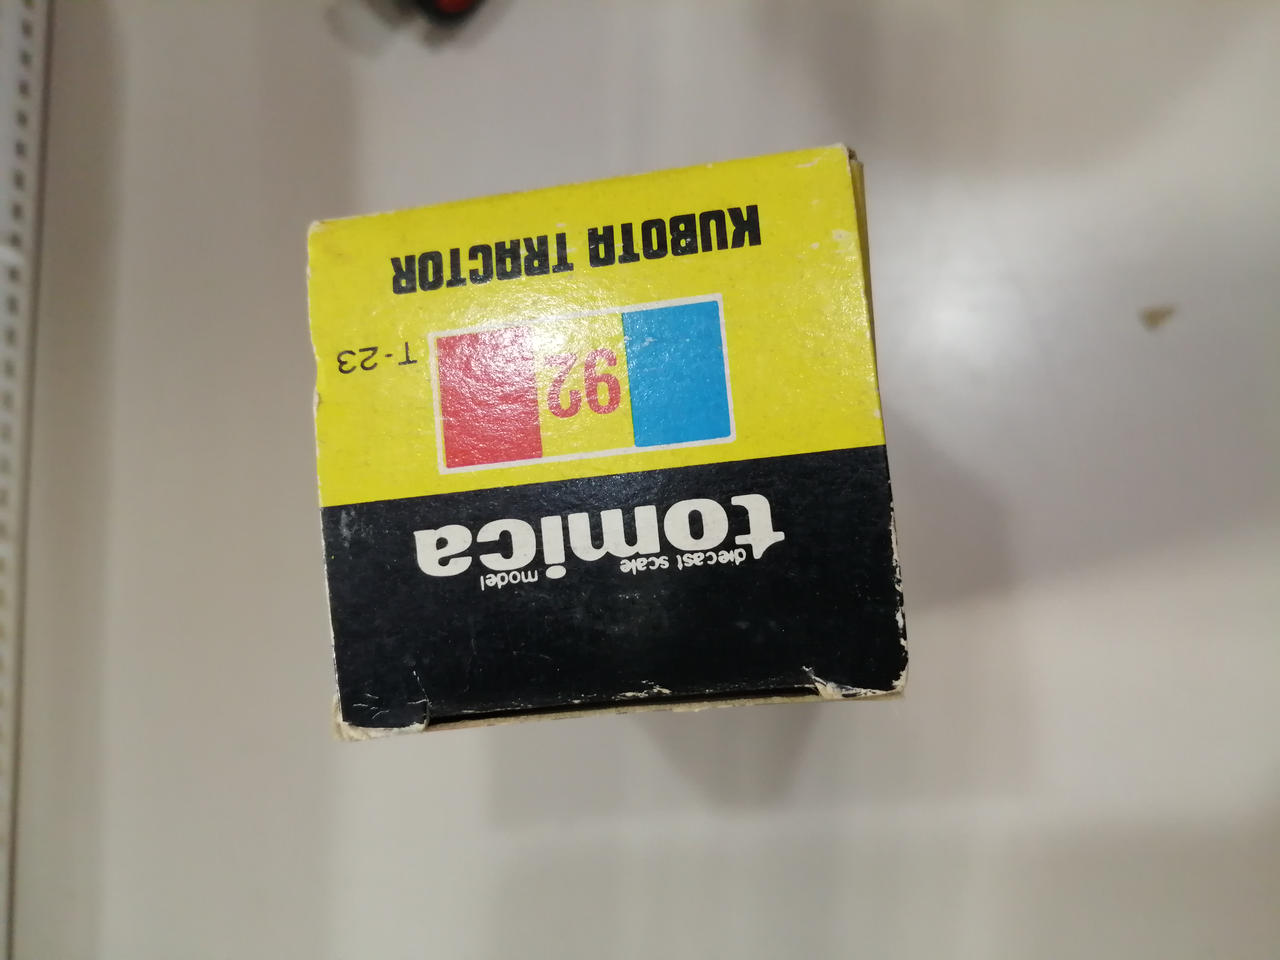 diecast scale model
tomica
92
T-23
KUBOTA TRACTOR